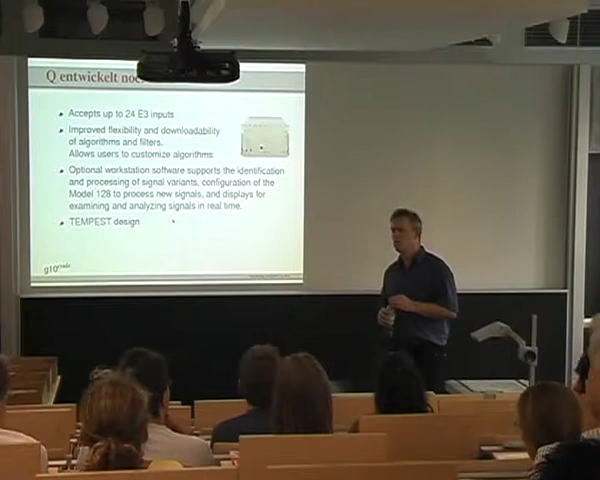 Q entwickelt noc
Accepts up to 24 E3 inputs
Improved flexibility and downloadability
of algorithms and filters.
Allows users to customize algorithms
Optional workstation software supports the identification
and processing of signal variants, configuration of the
Model 128 to process new signals, and displays for
examining and analyzing signals in real time.
TEMPEST design
g10code